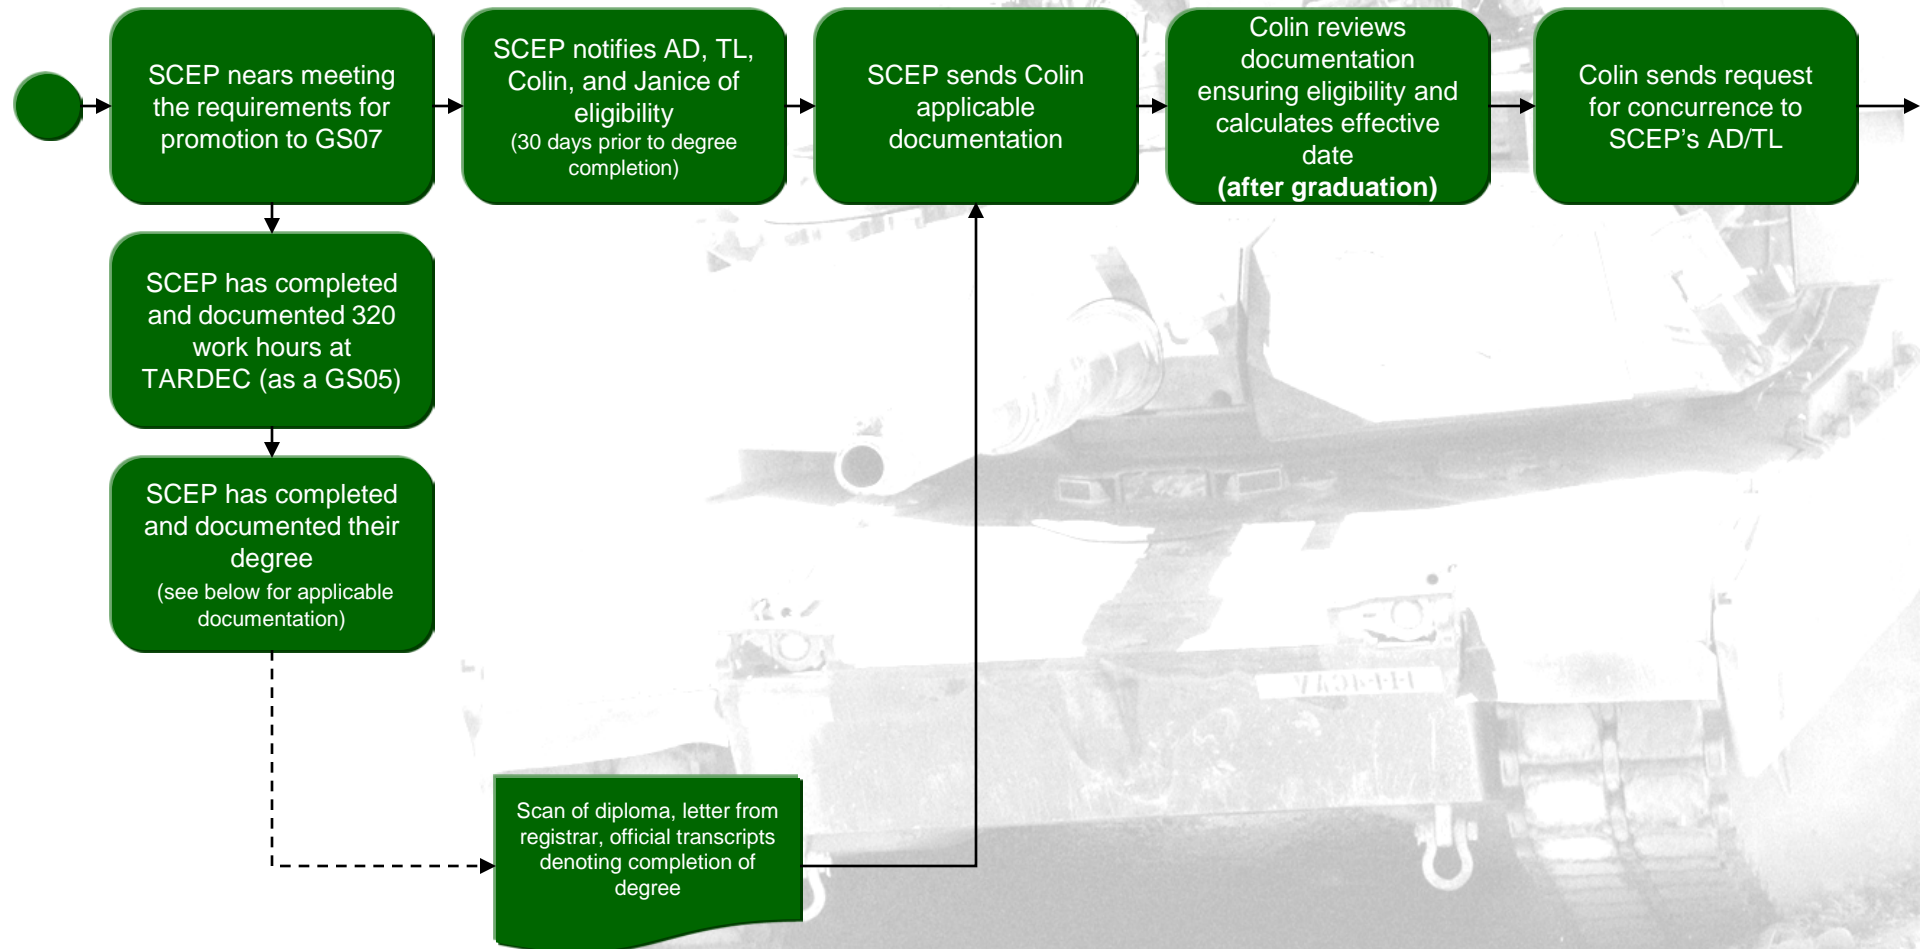 SCEP nears meeting
the requirements for
promotion to GS07
SCEP notifies AD, TL,
Colin, and Janice of
eligibility
(30 days prior to degree
completion)
SCEP sends Colin
applicable
documentation
Colin reviews
documentation
ensuring eligibility and
calculates effective
date
(after graduation)
Colin sends request
for concurrence to
SCEP's AD/TL
SCEP has completed
and documented 320
work hours at
TARDEC (as a GS05)
SCEP has completed
and documented their
degree
(see below for applicable
documentation)
Scan of diploma, letter from
registrar, official transcripts
denoting completion of
degree